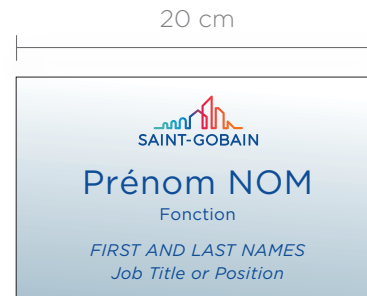 20 cm
SAINT-GOBAIN
Prénom NOM
Fonction
FIRST AND LAST NAMES
Job Title or Position